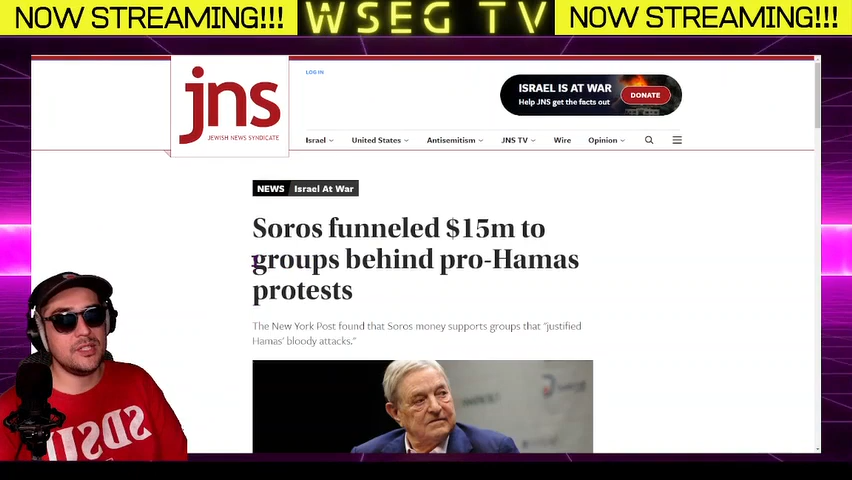 NOW STREAMING!!!
WSEG TV
NOW STREAMING!!!
jns
JEWISH NEWS SYNDICATE
LOG IN
ISRAEL IS AT WAR
Help JNS get the facts out
DONATE
Israel
United States
Antisemitism
JNS TV
Wire
Opinion
NEWS
Israel At War
Soros funneled $15m to
groups behind pro-Hamas
protests
The New York Post found that Soros money supports groups that "justified
Hamas' bloody attacks."